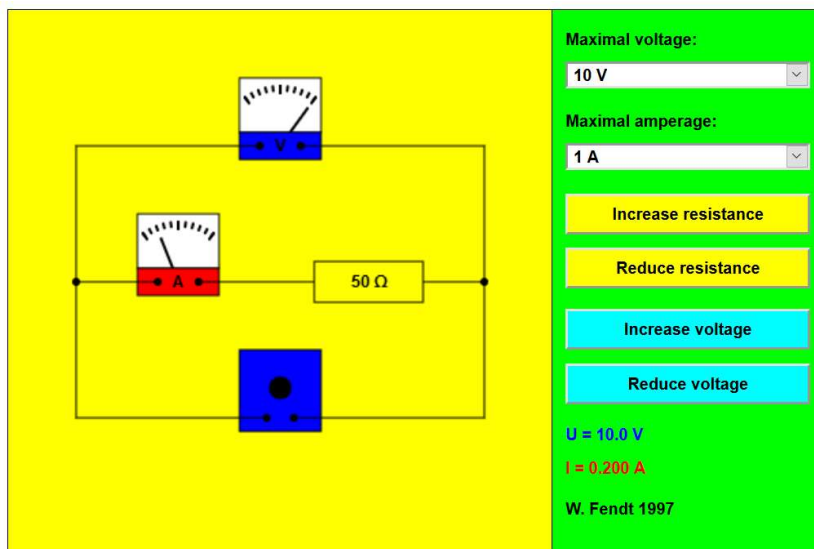 Maximal voltage:
10 V
Maximal amperage:
1 A
V
Increase resistance
A
50 Ω
Reduce resistance
Increase voltage
Reduce voltage
U = 10.0 V
I = 0.200 A
W. Fendt 1997